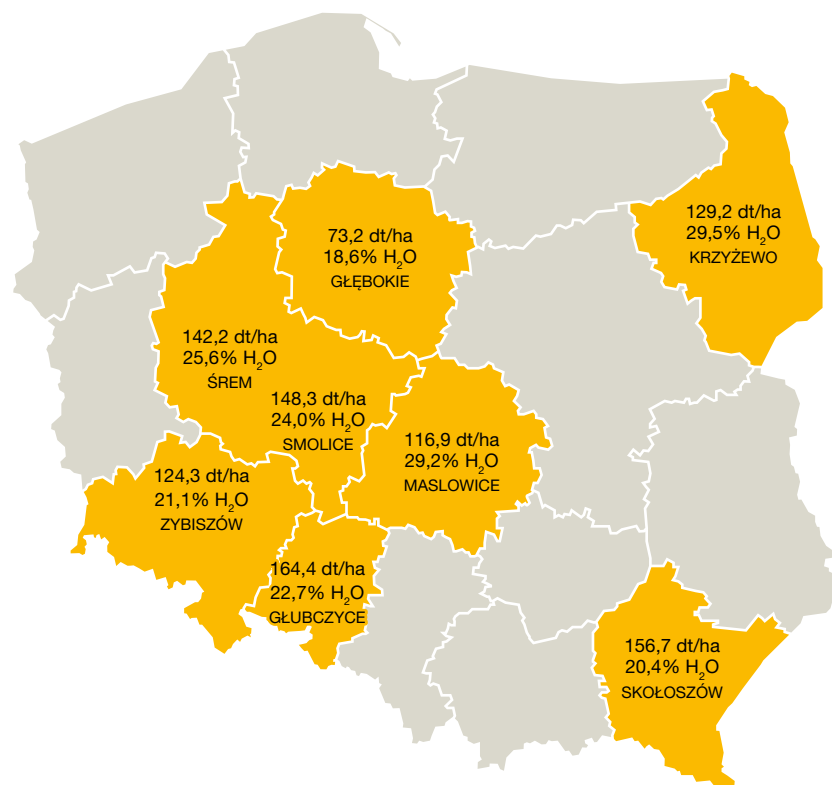 129,2 dt/ha
29,5% H₂O
KRZYŻEWO
73,2 dt/ha
18,6% H₂O
GŁĘBOKIE
142,2 dt/ha
25,6% H₂O
ŚREM
148,3 dt/ha
24,0% H₂O
SMOLICE
116,9 dt/ha
29,2% H₂O
MASLOWICE
124,3 dt/ha
21,1% H₂O
ZYBISZÓW
164,4 dt/ha
22,7% H₂O
GŁUBCZYCE
156,7 dt/ha
20,4% H₂O
SKOŁOSZÓW